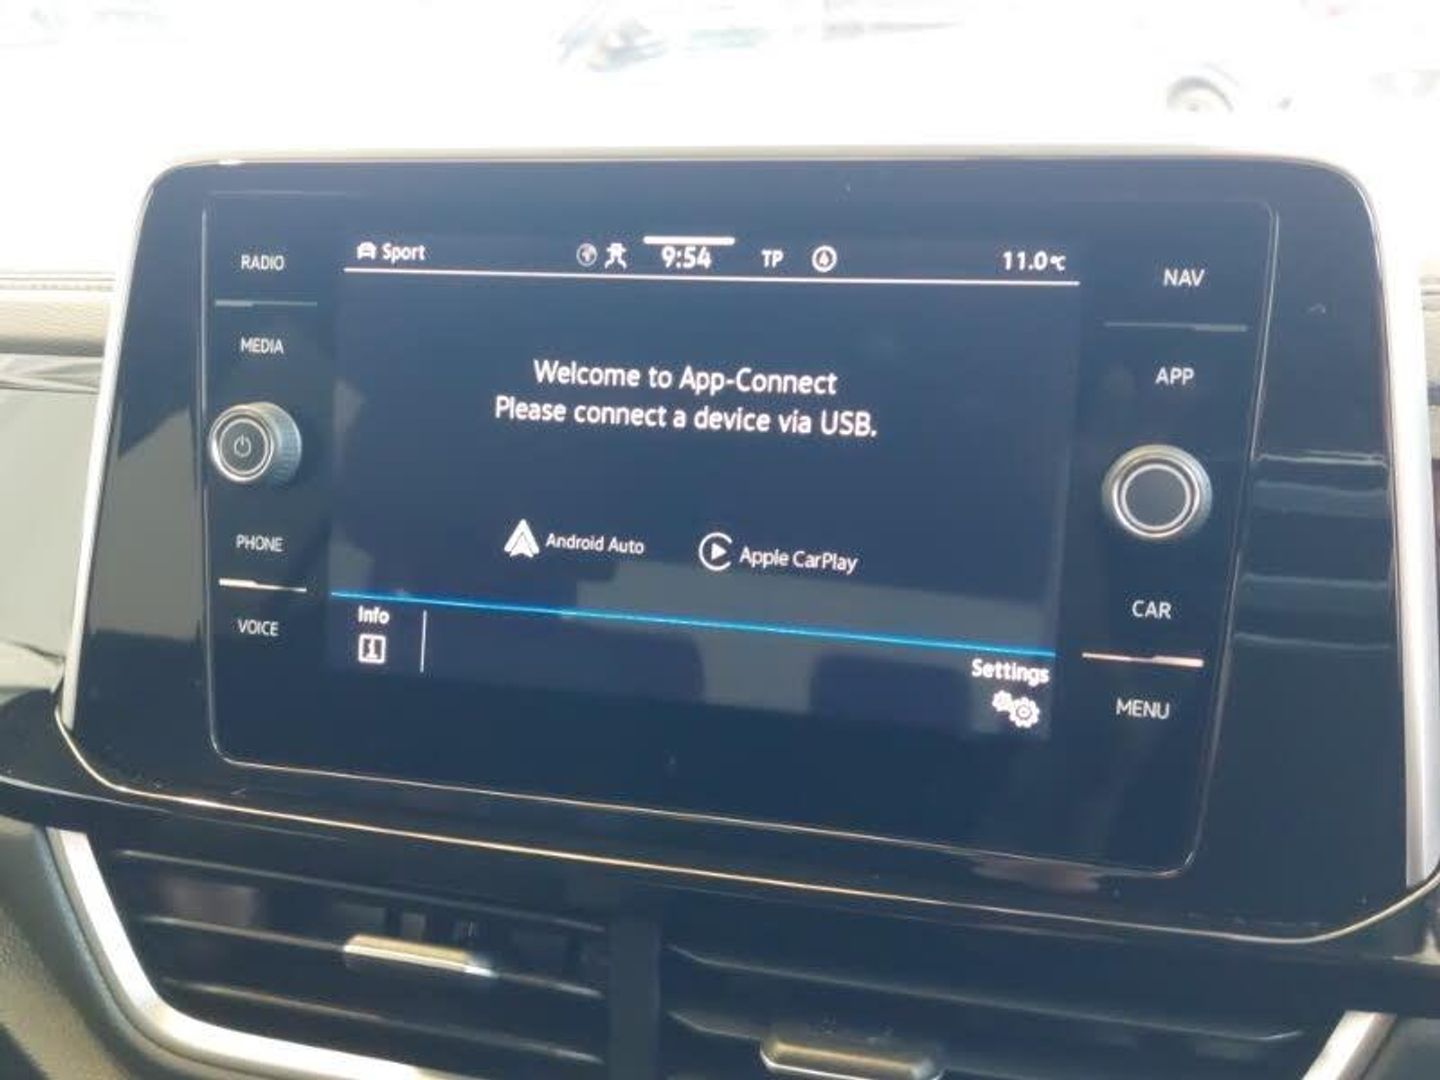 RADIO
MEDIA
PHONE
VOICE
Sport
9:54
TP
11.0°C
Welcome to App-Connect
Please connect a device via USB.
Android Auto
Apple CarPlay
Info
Settings
NAV
APP
CAR
MENU